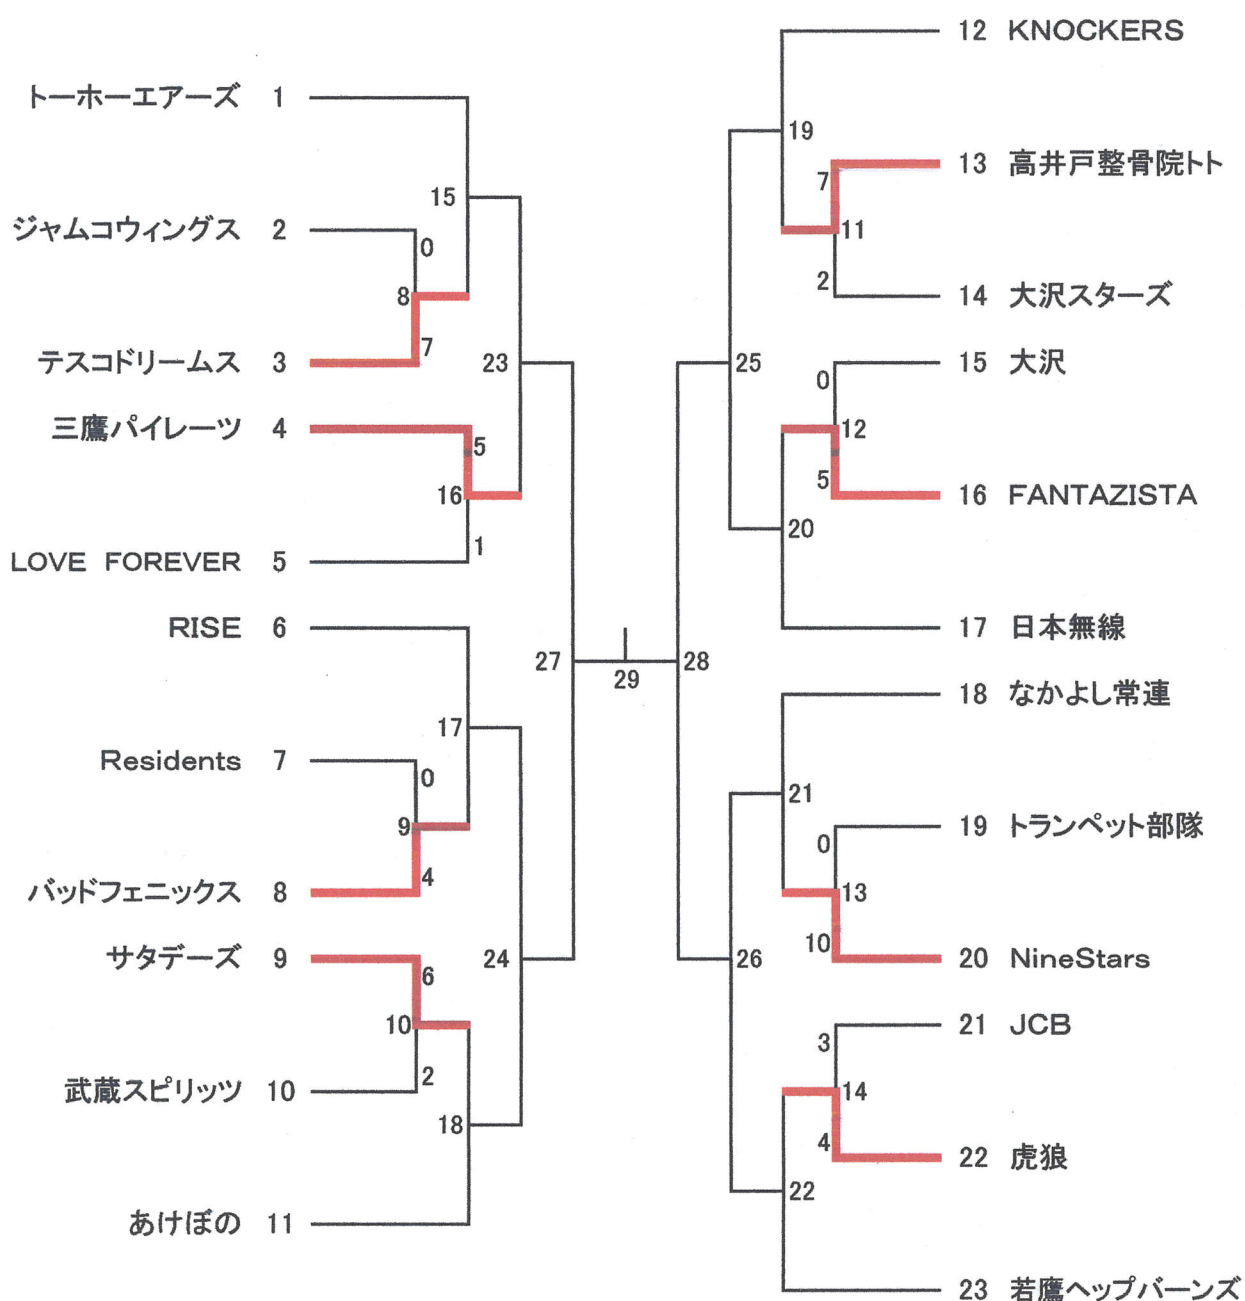 トーホーエアーズ 1
15
ジャムコウィングス 2
0
8
7
テスコドリームス 3
23
三鷹パイレーツ 4
5
16
1
LOVE FOREVER 5
RISE 6
27
17
Residents 7
0
9
4
バッドフェニックス 8
サタデーズ 9
24
6
10
2
武蔵スピリッツ 10
18
あけぼの 11
29
12 KNOCKERS
19
13 高井戸整骨院トト
7
11
2
14 大沢スターズ
25
15 大沢
0
12
5
16 FANTAZISTA
20
17 日本無線
28
18 なかよし常連
21
19 トランペット部隊
0
13
10
20 NineStars
26
21 JCB
3
14
4
22 虎狼
22
23 若鷹ヘップバーンズ